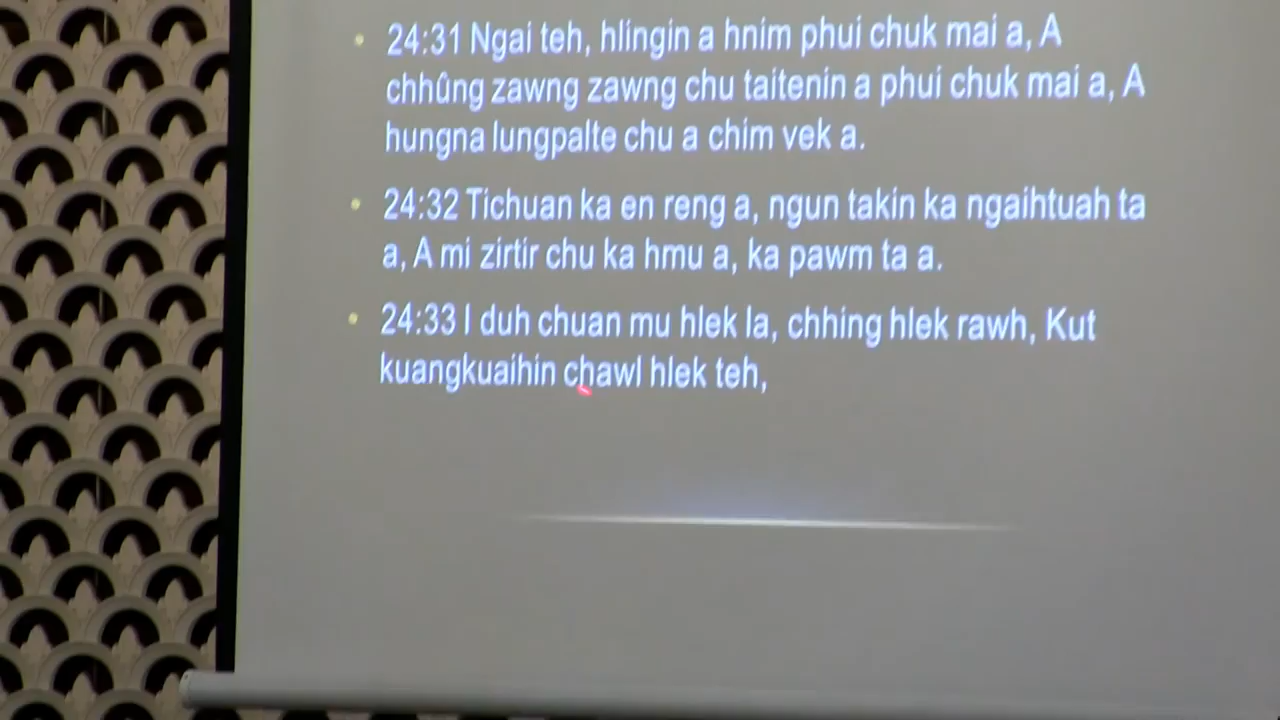 • 24:31 Ngai teh, hlingin a hnim phui chuk mai a, A
chhûng zawng zawng chu taitenin a phui chuk mai a, A
hungna lungpalte chu a chim vek a.
• 24:32 Tichuan ka en reng a, ngun takin ka ngaihtuah ta
a, A mi zirtir chu ka hmu a, ka pawm ta a.
• 24:33 I duh chuan mu hlek la, chhing hlek rawh, Kut
kuangkuaihin chawl hlek teh,